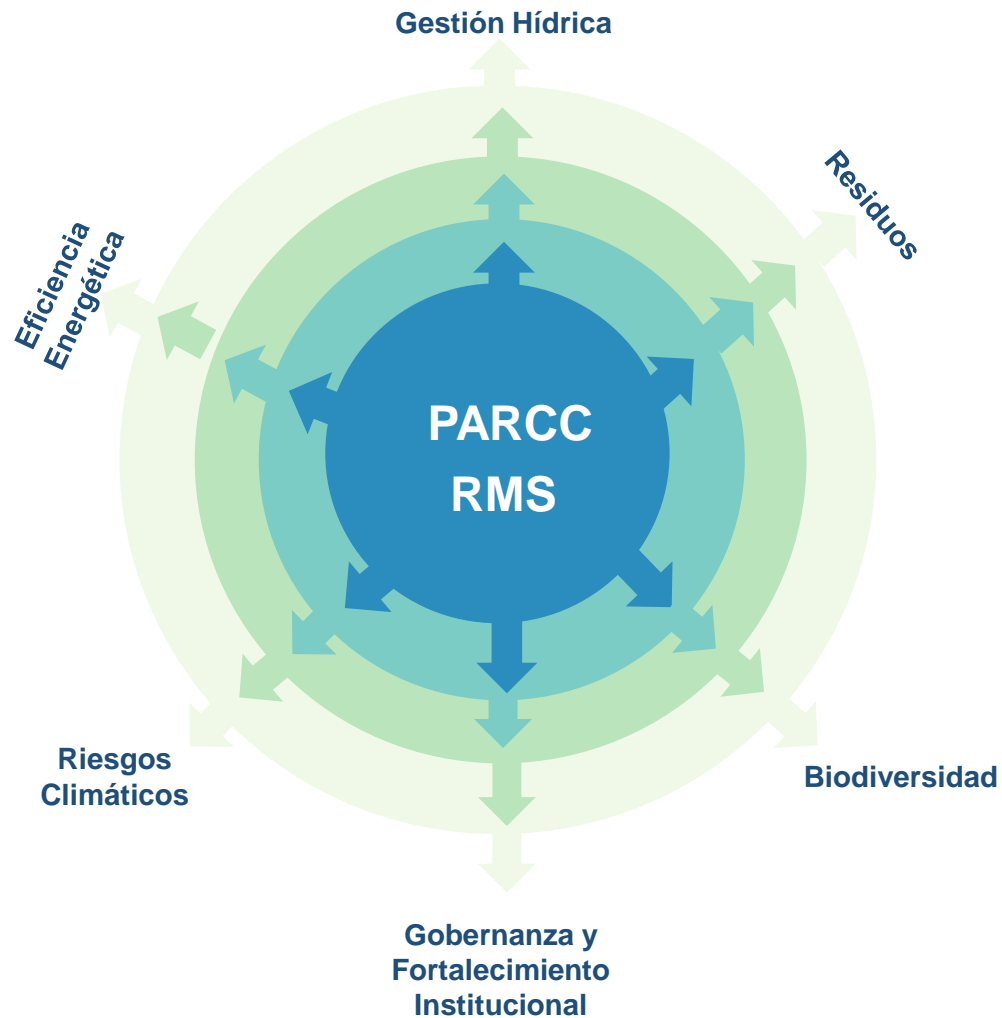 Gestión Hídrica
Residuos
Eficiencia
Energética
PARCC
RMS
Riesgos
Climáticos
Biodiversidad
Gobernanza y
Fortalecimiento
Institucional